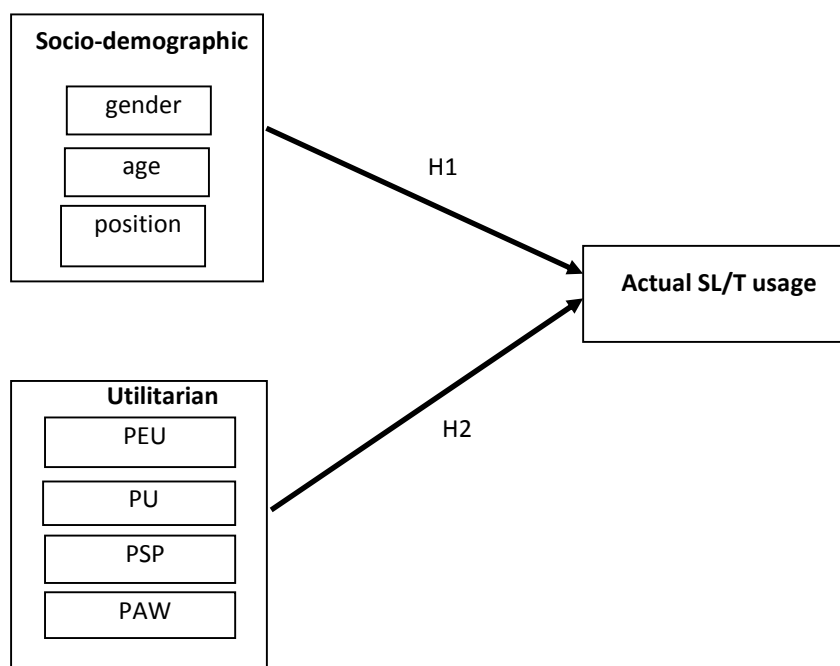 Socio-demographic
gender
age
position
H1
Actual SL/T usage
Utilitarian
PEU
PU
PSP
PAW
H2